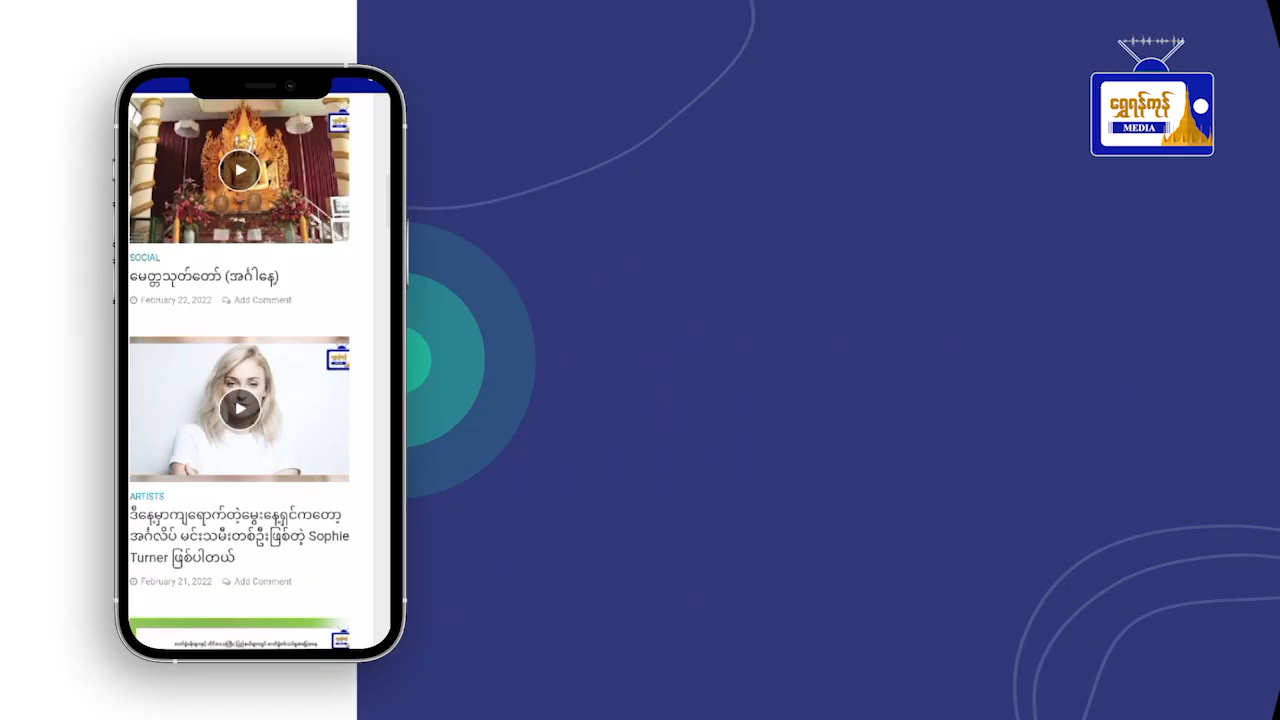 SOCIAL
မေတ္တသုတ်တော် (အင်္ဂါနေ့)
February 22, 2022 Add Comment
ARTISTS
ဒီနေ့မှာကျရောက်တဲ့မွေးနေ့ရှင်ကတော့
အင်္ဂလိပ် မင်းသမီးတစ်ဦးဖြစ်တဲ့ Sophie
Turner ဖြစ်ပါတယ်
February 21, 2022 Add Comment
ရွှေရန်ကုန်
MEDIA